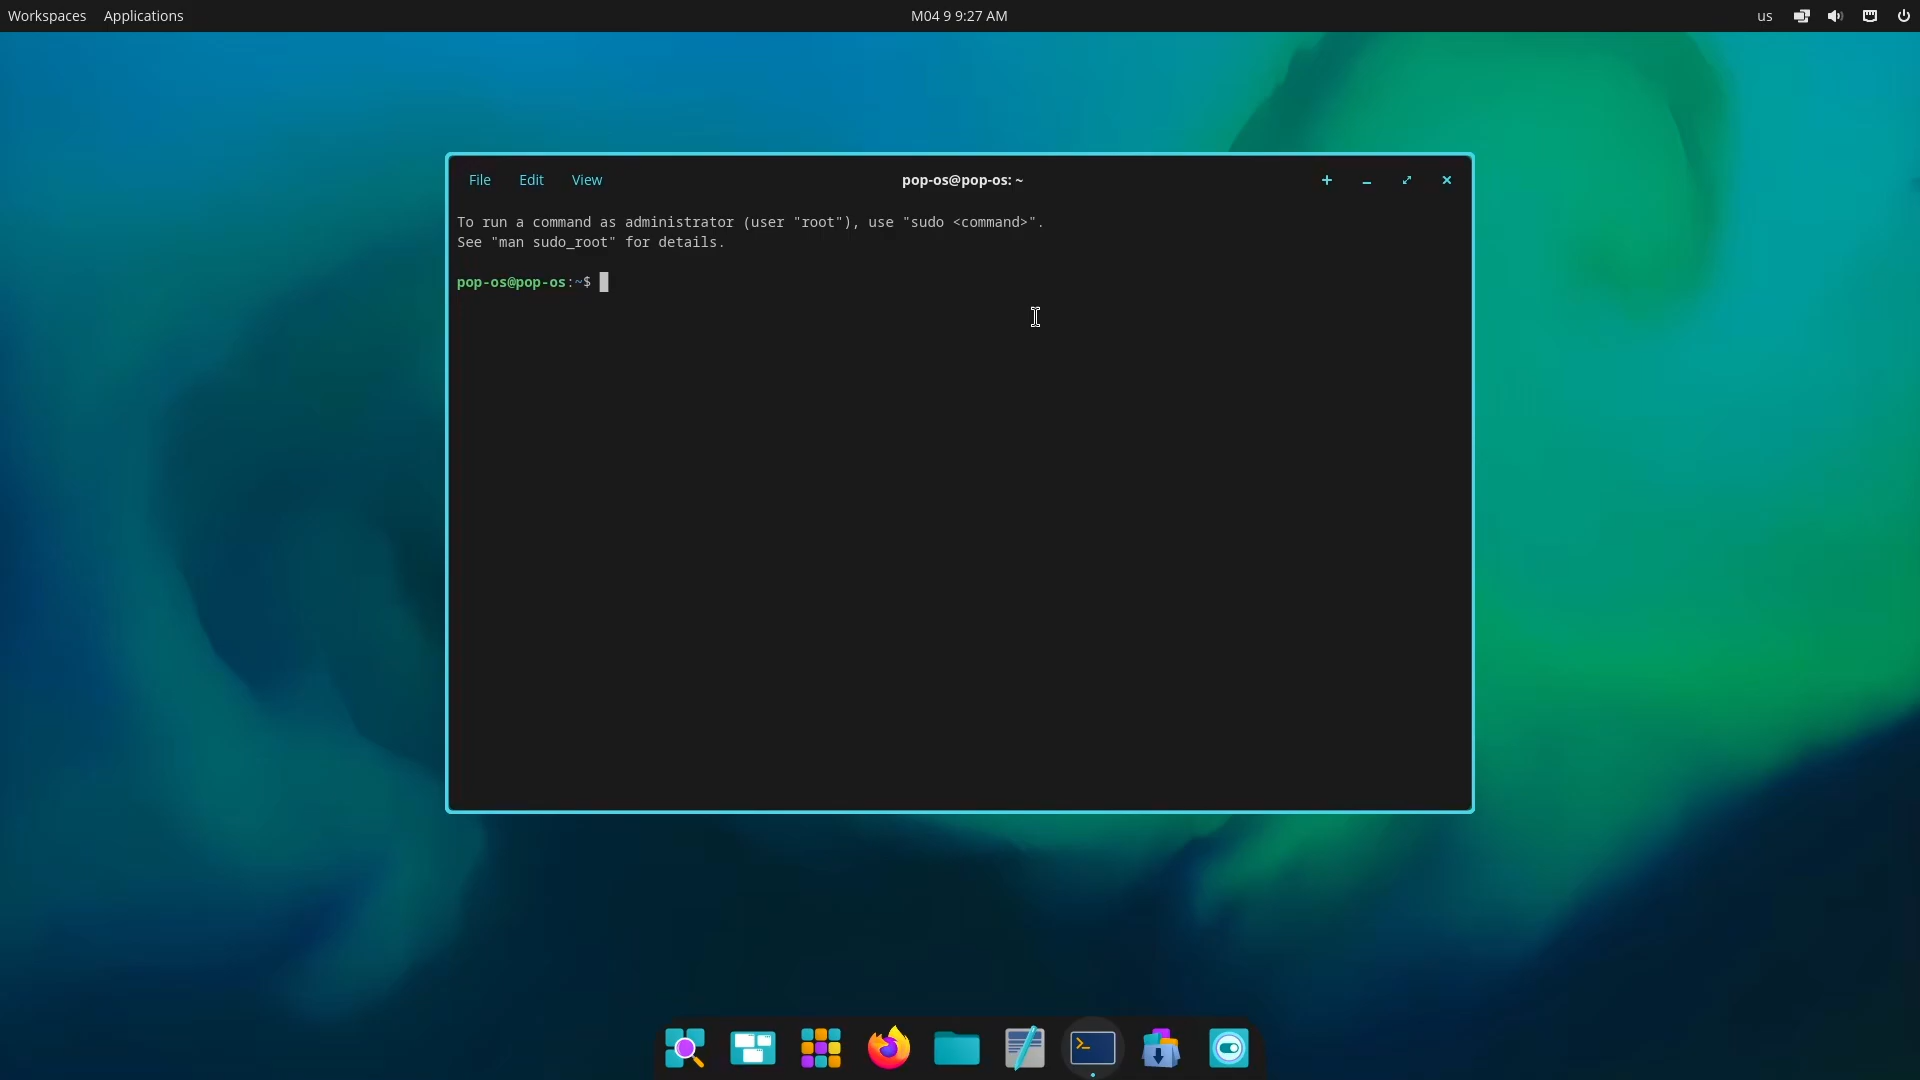 Workspaces Applications M04 9 9:27 AM us
File Edit View pop-os@pop-os: ~
To run a command as administrator (user "root"), use "sudo <command>".
See "man sudo_root" for details.
pop-os@pop-os:~$